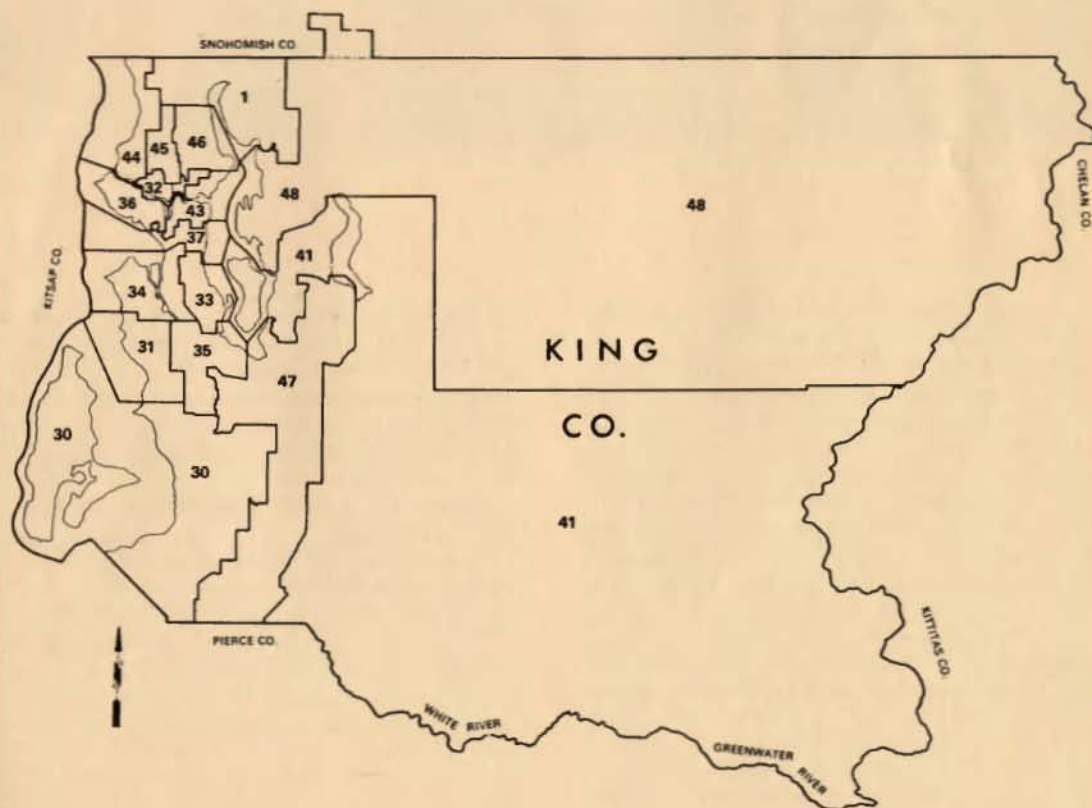 SNOHOMISH CO.
1
44
45
46
32
36
43
48
48
37
41
KITSAP CO.
CHELAN CO.
34
33
KING
31
35
47
CO.
30
30
41
PIERCE CO.
KITTITAS CO.
WHITE RIVER
GREENWATER
RIVER